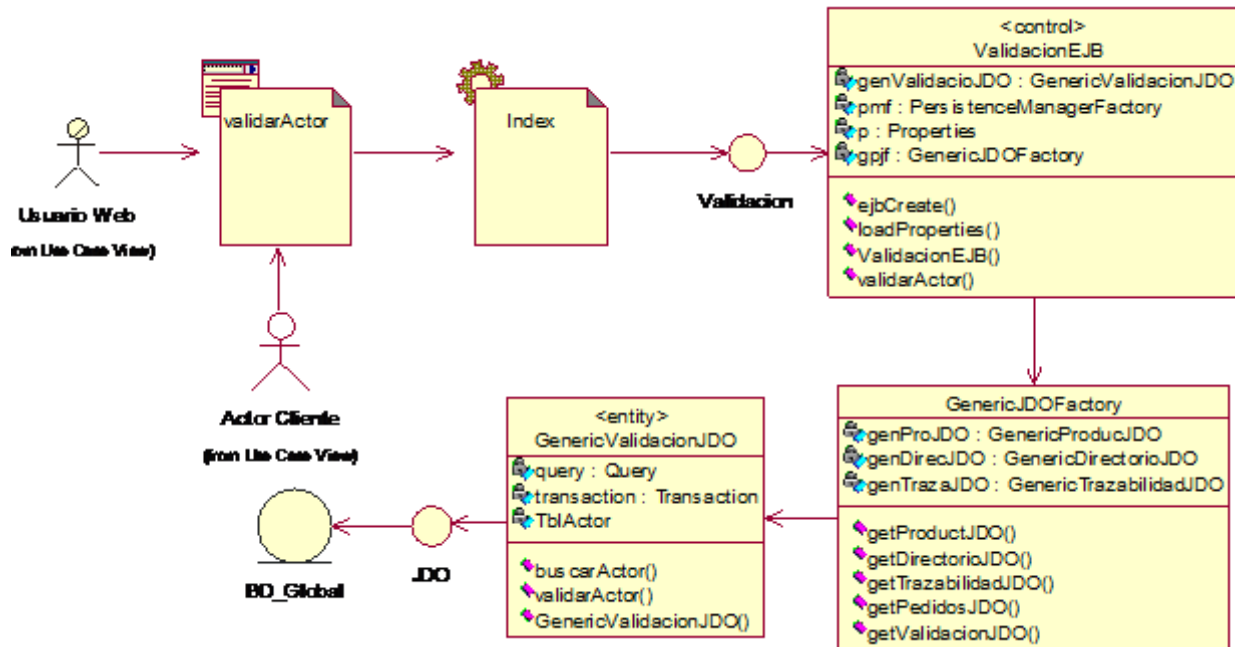 validarActor
Index
Usuario Web
(from Use Case View)
Validacion
<control>
ValidacionEJB
genValidacioJDO : GenericValidacionJDO
pmf : PersistenceManagerFactory
p : Properties
gpjf : GenericJDOFactory
ejbCreate()
loadProperties()
ValidacionEJB()
validarActor()
Actor Cliente
(from Use Case View)
BD_Global
JDO
<entity>
GenericValidacionJDO
query : Query
transaction : Transaction
TblActor
buscarActor()
validarActor()
GenericValidacionJDO()
GenericJDOFactory
genProJDO : GenericProducJDO
genDirecJDO : GenericDirectorioJDO
genTrazaJDO : GenericTrazabilidadJDO
getProductJDO()
getDirectorioJDO()
getTrazabilidadJDO()
getPedidosJDO()
getValidacionJDO()